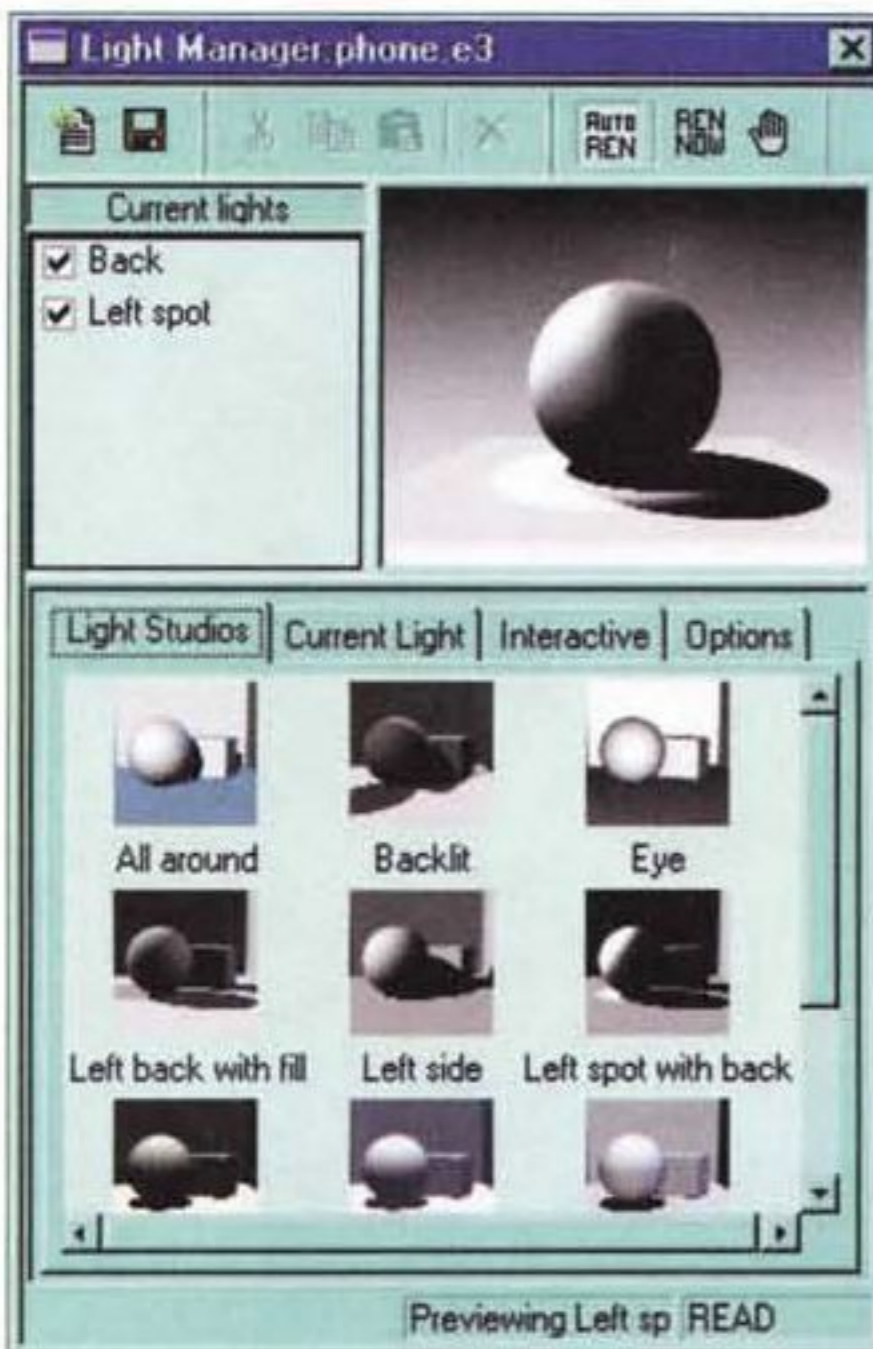 Light Manager:phone.e3
AUTO REN
REN NOW
Current lights
Back
Left spot
Light Studios
Current Light
Interactive
Options
All around
Backlit
Eye
Left back with fill
Left side
Left spot with back
Previewing Left sp
READ